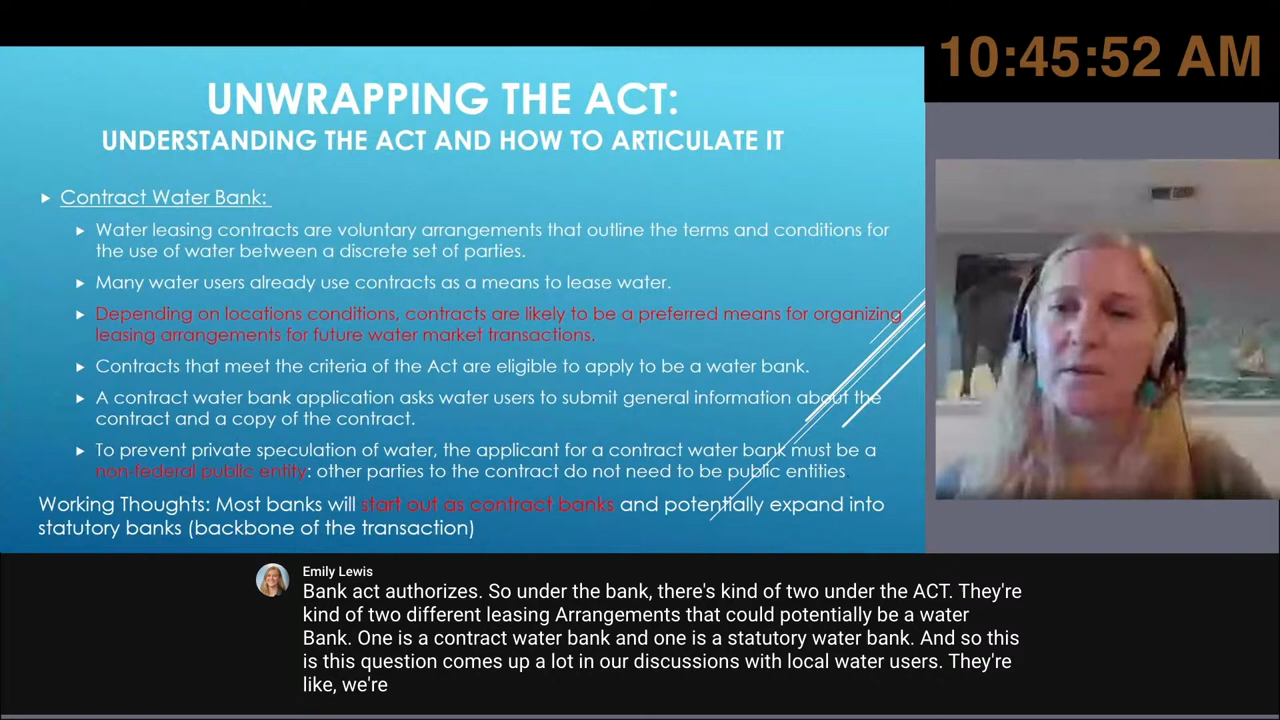 10:45:52 AM
UNWRAPPING THE ACT:
UNDERSTANDING THE ACT AND HOW TO ARTICULATE IT
Contract Water Bank:
Water leasing contracts are voluntary arrangements that outline the terms and conditions for
the use of water between a discrete set of parties.
Many water users already use contracts as a means to lease water.
Depending on locations conditions, contracts are likely to be a preferred means for organizing
leasing arrangements for future water market transactions.
Contracts that meet the criteria of the Act are eligible to apply to be a water bank.
A contract water bank application asks water users to submit general information about the
contract and a copy of the contract.
To prevent private speculation of water, the applicant for a contract water bank must be a
non-federal public entity: other parties to the contract do not need to be public entities.
Working Thoughts: Most banks will start out as contract banks and potentially expand into
statutory banks (backbone of the transaction)
Emily Lewis
Bank act authorizes. So under the bank, there's kind of two under the ACT. They're
kind of two different leasing Arrangements that could potentially be a water
Bank. One is a contract water bank and one is a statutory water bank. And so this
is this question comes up a lot in our discussions with local water users. They're
like, we're